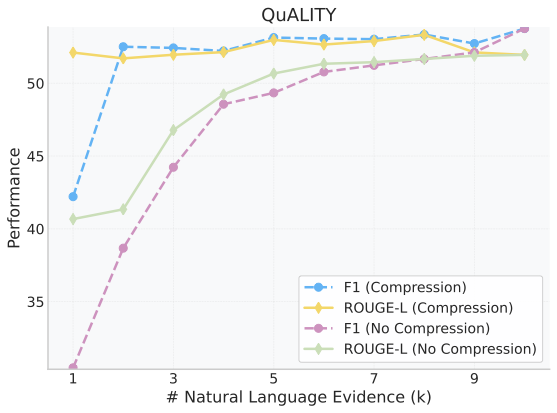 QuALITY
Performance
50
45
40
35
1 3 5 7 9
# Natural Language Evidence (k)
F1 (Compression)
ROUGE-L (Compression)
F1 (No Compression)
ROUGE-L (No Compression)